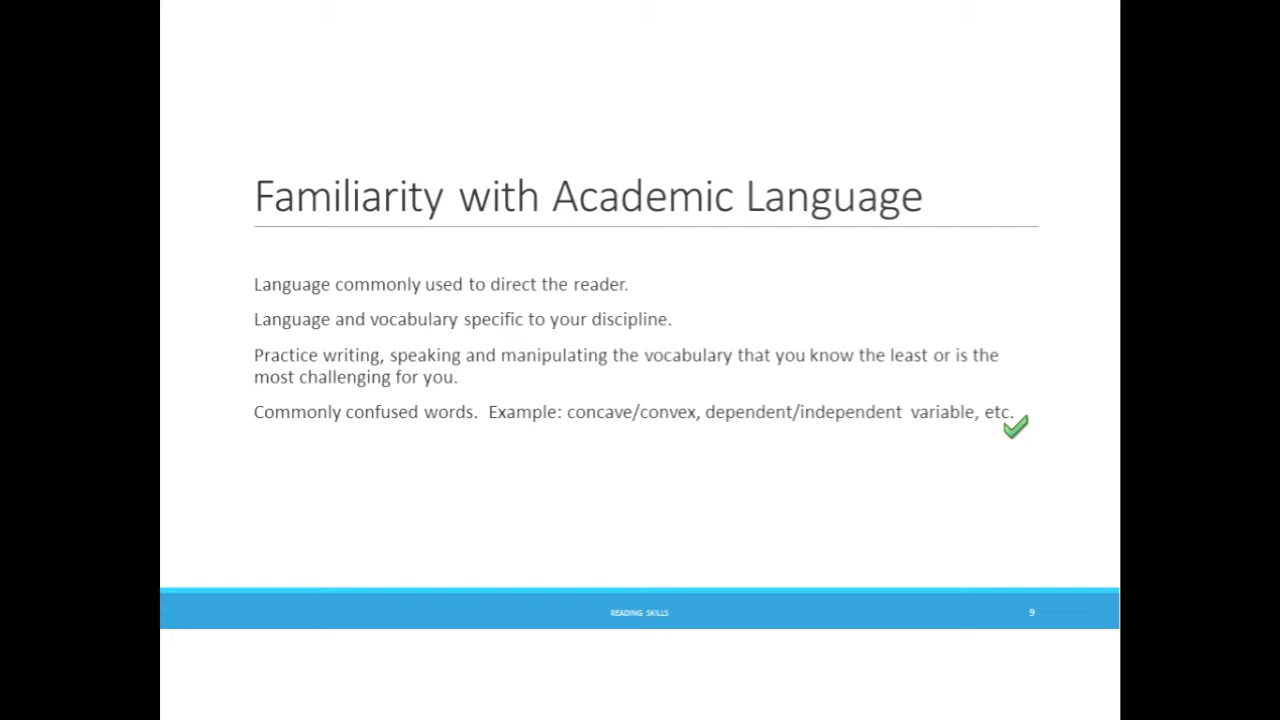 Familiarity with Academic Language
Language commonly used to direct the reader.
Language and vocabulary specific to your discipline.
Practice writing, speaking and manipulating the vocabulary that you know the least or is the
most challenging for you.
Commonly confused words.  Example: concave/convex, dependent/independent variable, etc.
READING SKILLS
9